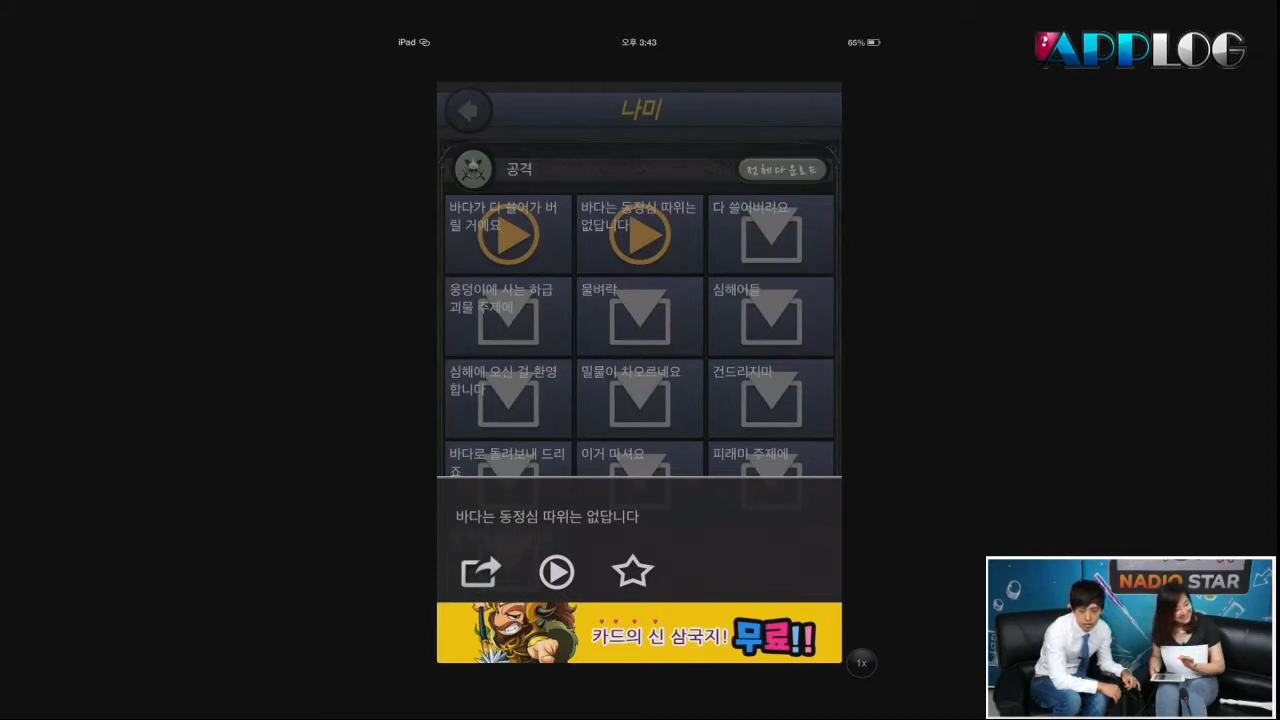 iPad
오후 3:43
65%
?APPLOG
나미
공격
전체다운로드
바다가 다 쓸어가 버
릴 거예요
바다는 동정심 따위는
없답니다
다 쓸어버려요
웅덩이에 사는 하급
괴물 주제에
물벼락
심해어들
심해에 오신 걸 환영
합니다
밀물이 차오르네요
건드리지마
바다로 돌려보내 드리
죠
이거 마셔요
피래미 주제에
바다는 동정심 따위는 없답니다
카드의 신 삼국지! 무료!!
1x
NADIO STAR